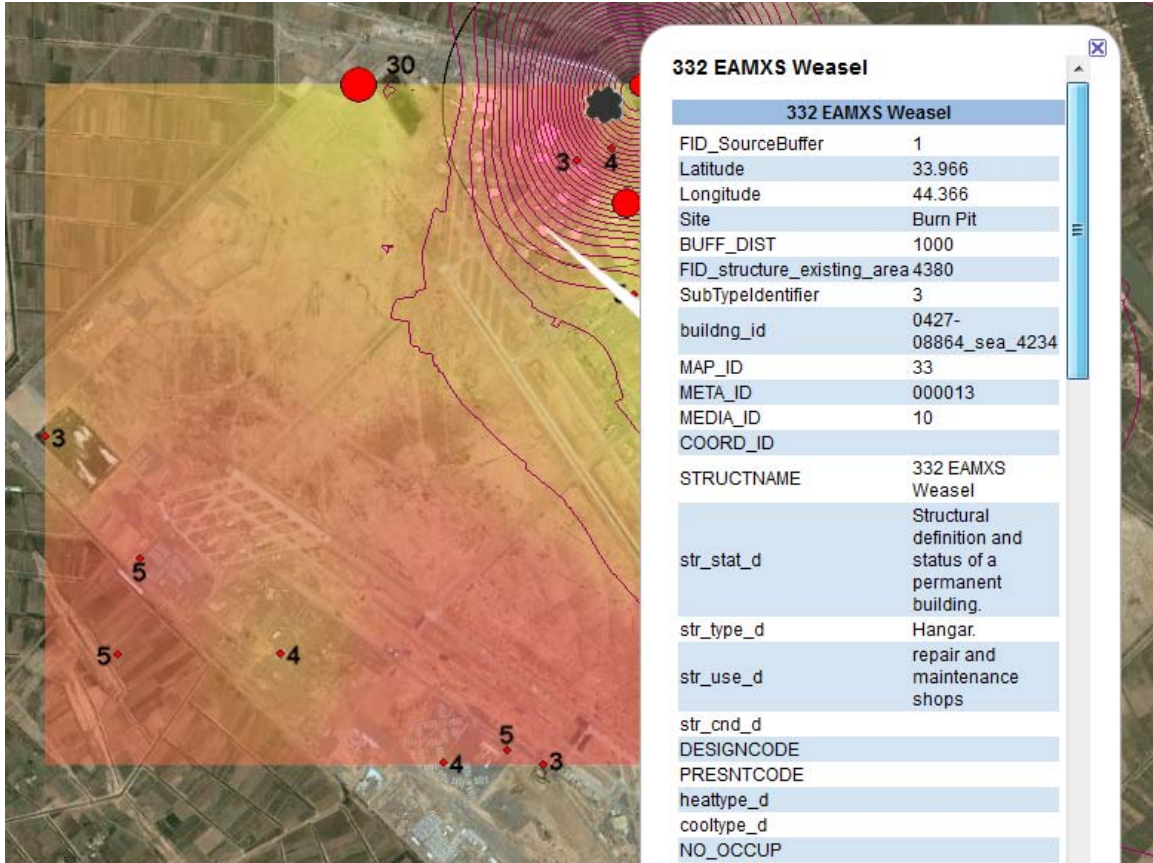 30
3
4
4
3
5
5
4
5
4
3
332 EAMXS Weasel
332 EAMXS Weasel
FID_SourceBuffer 1
Latitude 33.966
Longitude 44.366
Site Burn Pit
BUFF_DIST 1000
FID_structure_existing_area 4380
SubTypeIdentifier 3
buildng_id 0427-
08864_sea_4234
MAP_ID 33
META_ID 000013
MEDIA_ID 10
COORD_ID
STRUCTNAME 332 EAMXS
Weasel
str_stat_d Structural
definition and
status of a
permanent
building.
str_type_d Hangar.
str_use_d repair and
maintenance
shops
str_cnd_d
DESIGNCODE
PRESNTCODE
heattype_d
cooltype_d
NO_OCCUP